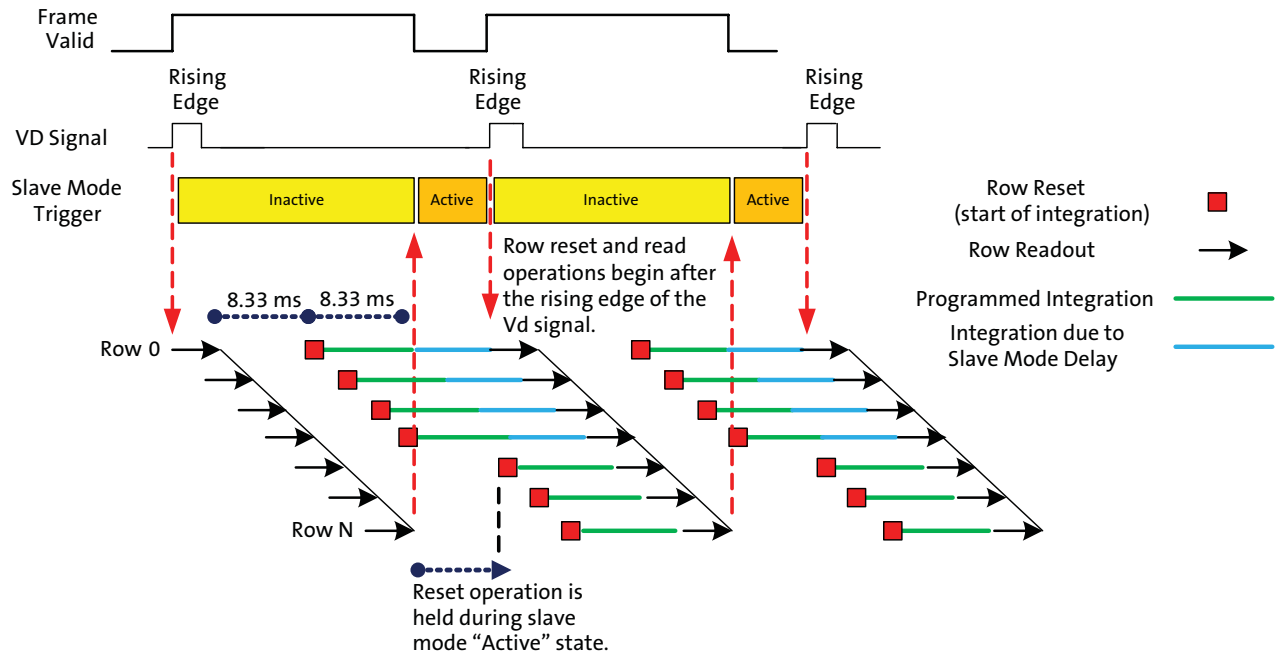 Frame
Valid
Rising
Edge
Rising
Edge
Rising
Edge
VD Signal
Slave Mode
Trigger
Inactive
Active
Inactive
Active
Row reset and read
operations begin after
the rising edge of the
Vd signal.
8.33 ms
8.33 ms
Row 0
Row N
Reset operation is
held during slave
mode “Active” state.
Row Reset
(start of integration)
Row Readout
Programmed Integration
Integration due to
Slave Mode Delay